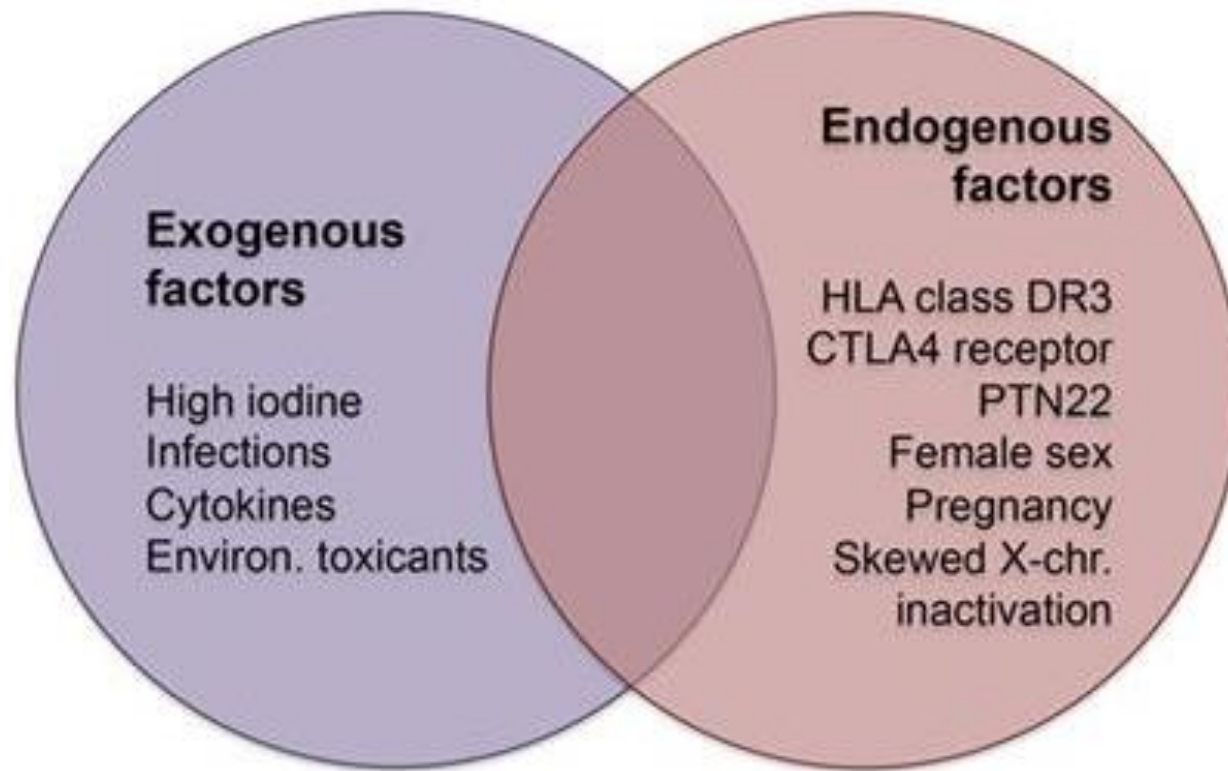 Exogenous
factors
High iodine
Infections
Cytokines
Environ. toxicants
Endogenous
factors
HLA class DR3
CTLA4 receptor
PTN22
Female sex
Pregnancy
Skewed X-chr.
inactivation